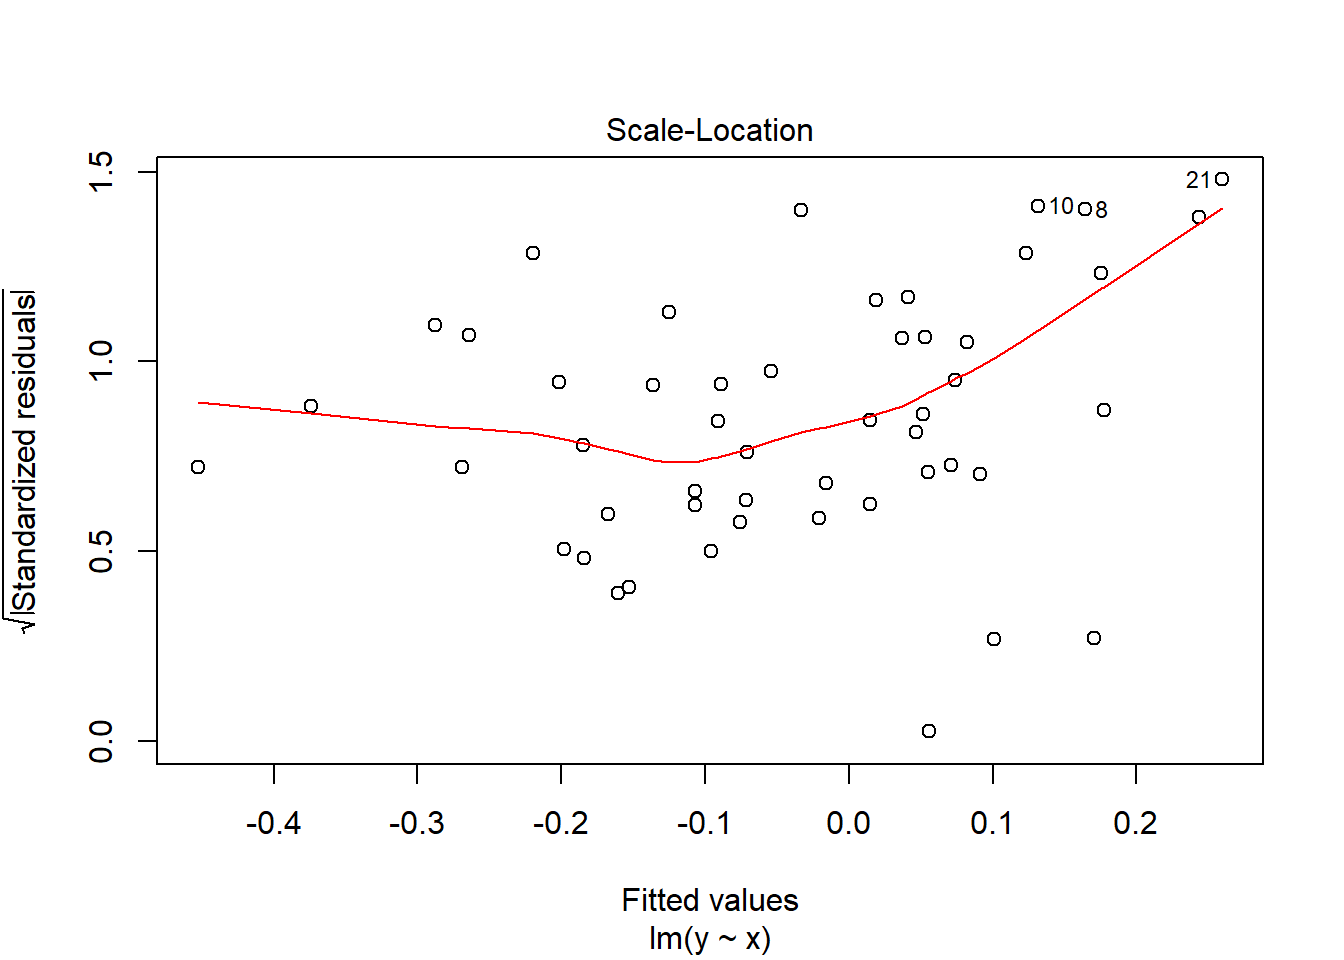 Scale-Location
√|Standardized residuals|
1.5
1.0
0.5
0.0
21
10
8
-0.4 -0.3 -0.2 -0.1 0.0 0.1 0.2
Fitted values
lm(y ~ x)